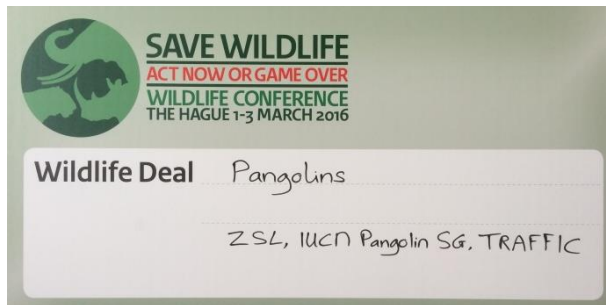 SAVE WILDLIFE
ACT NOW OR GAME OVER
WILDLIFE CONFERENCE
THE HAGUE 1-3 MARCH 2016
Wildlife Deal Pangolins
ZSL, IUCN Pangolin SG, TRAFFIC